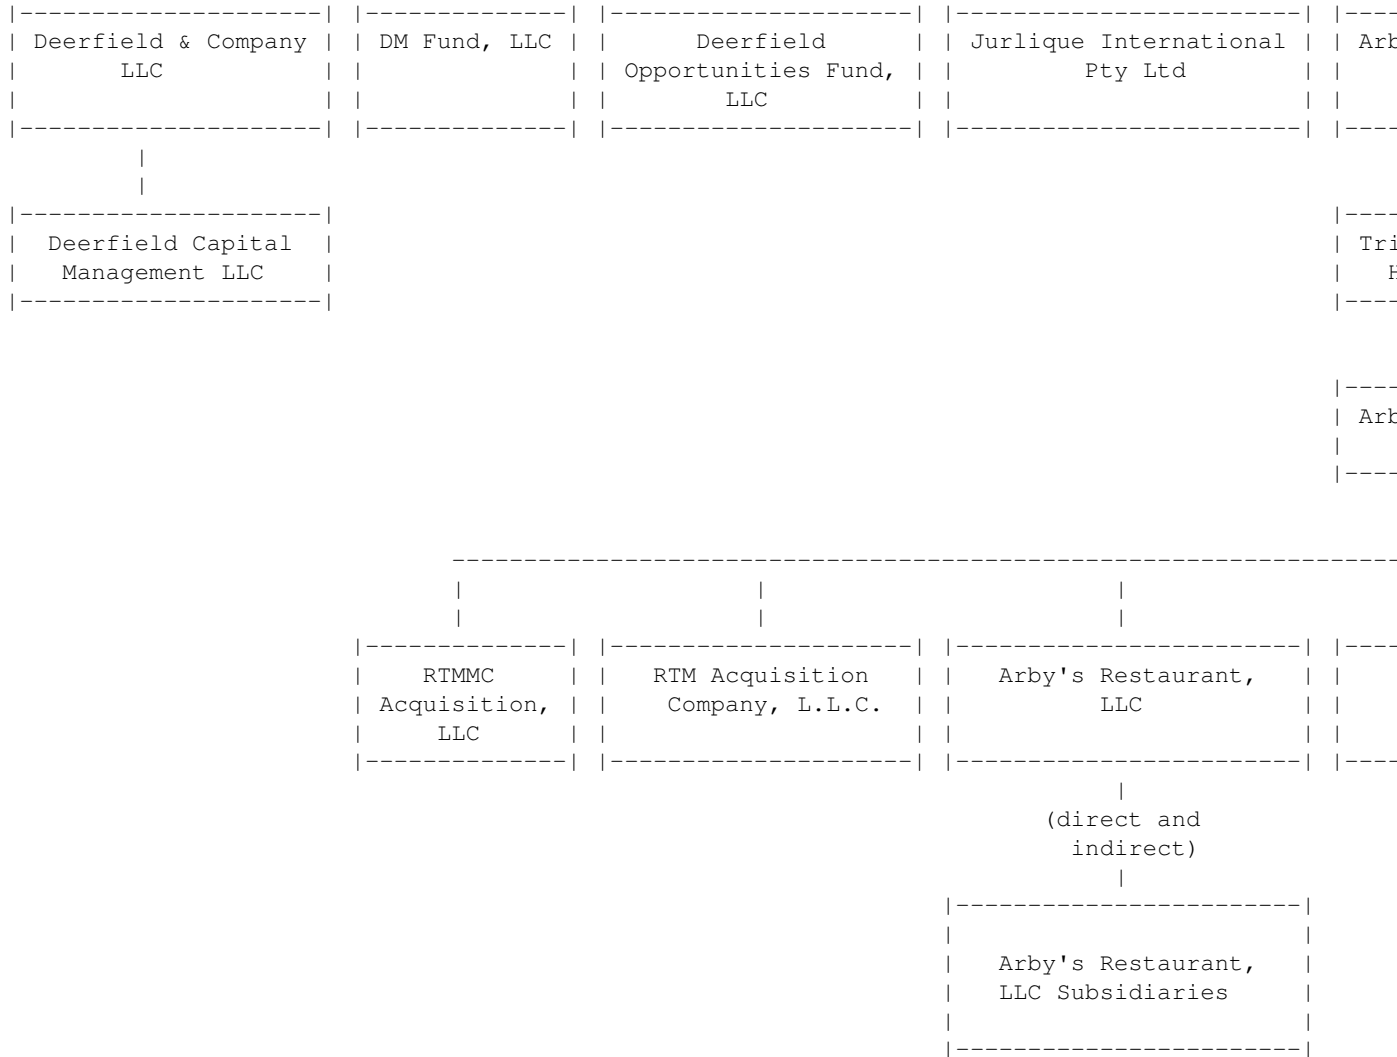 Deerfield & Company LLC
DM Fund, LLC
Deerfield Opportunities Fund, LLC
Jurlique International Pty Ltd
Deerfield Capital Management LLC
RTMMC Acquisition, LLC
RTM Acquisition Company, L.L.C.
Arby's Restaurant, LLC
(direct and
indirect)
Arby's Restaurant,
LLC Subsidiaries